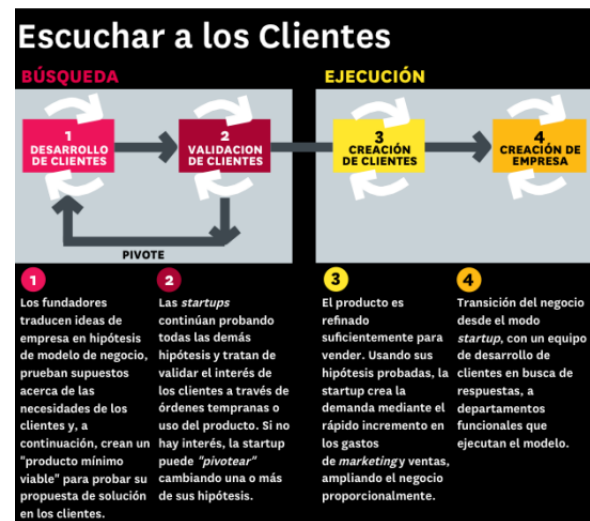 Escuchar a los Clientes
BÚSQUEDA
EJECUCIÓN
1
DESARROLLO
DE CLIENTES
2
VALIDACION
DE CLIENTES
3
CREACIÓN
DE CLIENTES
4
CREACIÓN DE
EMPRESA
PIVOTE
1
Los fundadores
traducen ideas de
empresa en hipótesis
de modelo de negocio,
prueban supuestos
acerca de las
necesidades de los
clientes y, a
continuación, crean un
"producto mínimo
viable" para probar su
propuesta de solución
en los clientes.
2
Las startups
continúan probando
todas las demás
hipótesis y tratan de
validar el interés de
los clientes a través de
órdenes tempranas o
uso del producto. Si no
hay interés, la startup
puede "pivotear"
cambiando una o más
de sus hipótesis.
3
El producto es
refinado
suficientemente para
vender. Usando sus
hipótesis probadas, la
startup crea la
demanda mediante el
rápido incremento en
los gastos
de marketing y ventas,
ampliando el negocio
proporcionalmente.
4
Transición del negocio
desde el modo
startup, con un equipo
de desarrollo de
clientes en busca de
respuestas, a
departamentos
funcionales que
ejecutan el modelo.